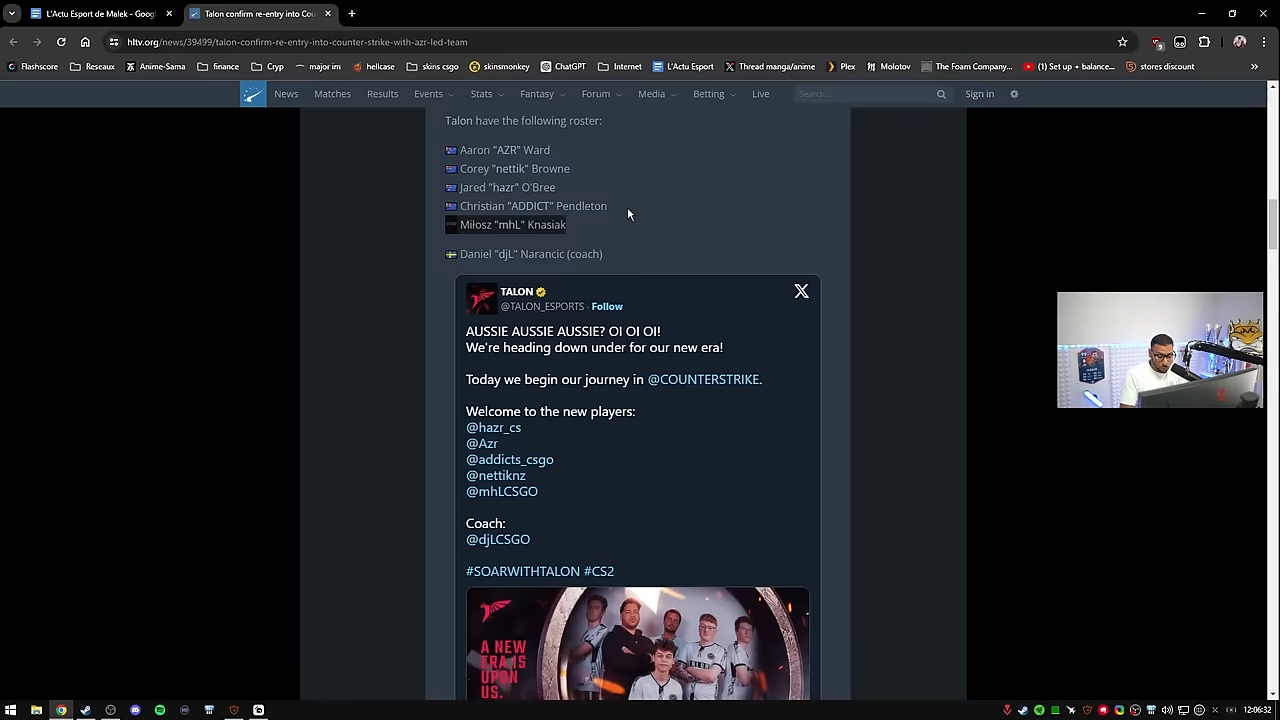 L'Actu Esport de Malek - Googl
Talon confirm re-entry into Cou
hltv.org/news/39499/talon-confirm-re-entry-into-counter-strike-with-azr-led-team
Flashscore
Reseaux
Anime-Sama
finance
Cryp
major im
hellcase
skins csgo
skinsmonkey
ChatGPT
Internet
L'Actu Esport
Thread manga/anime
Plex
Molotov
The Foam Company...
(1) Set up + balance...
stores discount
News
Matches
Results
Events
Stats
Fantasy
Forum
Media
Betting
Live
Search...
Sign in
Talon have the following roster:
Aaron "AZR" Ward
Corey "nettik" Browne
Jared "hazr" O'Bree
Christian "ADDICT" Pendleton
Miłosz "mhL" Knasiak
Daniel "djL" Narancic (coach)
TALON
@TALON_ESPORTS · Follow
AUSSIE AUSSIE AUSSIE? OI OI OI!
We're heading down under for our new era!
Today we begin our journey in @COUNTERSTRIKE.
Welcome to the new players:
@hazr_cs
@Azr
@addicts_csgo
@nettiknz
@mhLCSGO
Coach:
@djLCSGO
#SOARWITHTALON #CS2
A NEW
ERA IS
UPON
US.
12:06:32